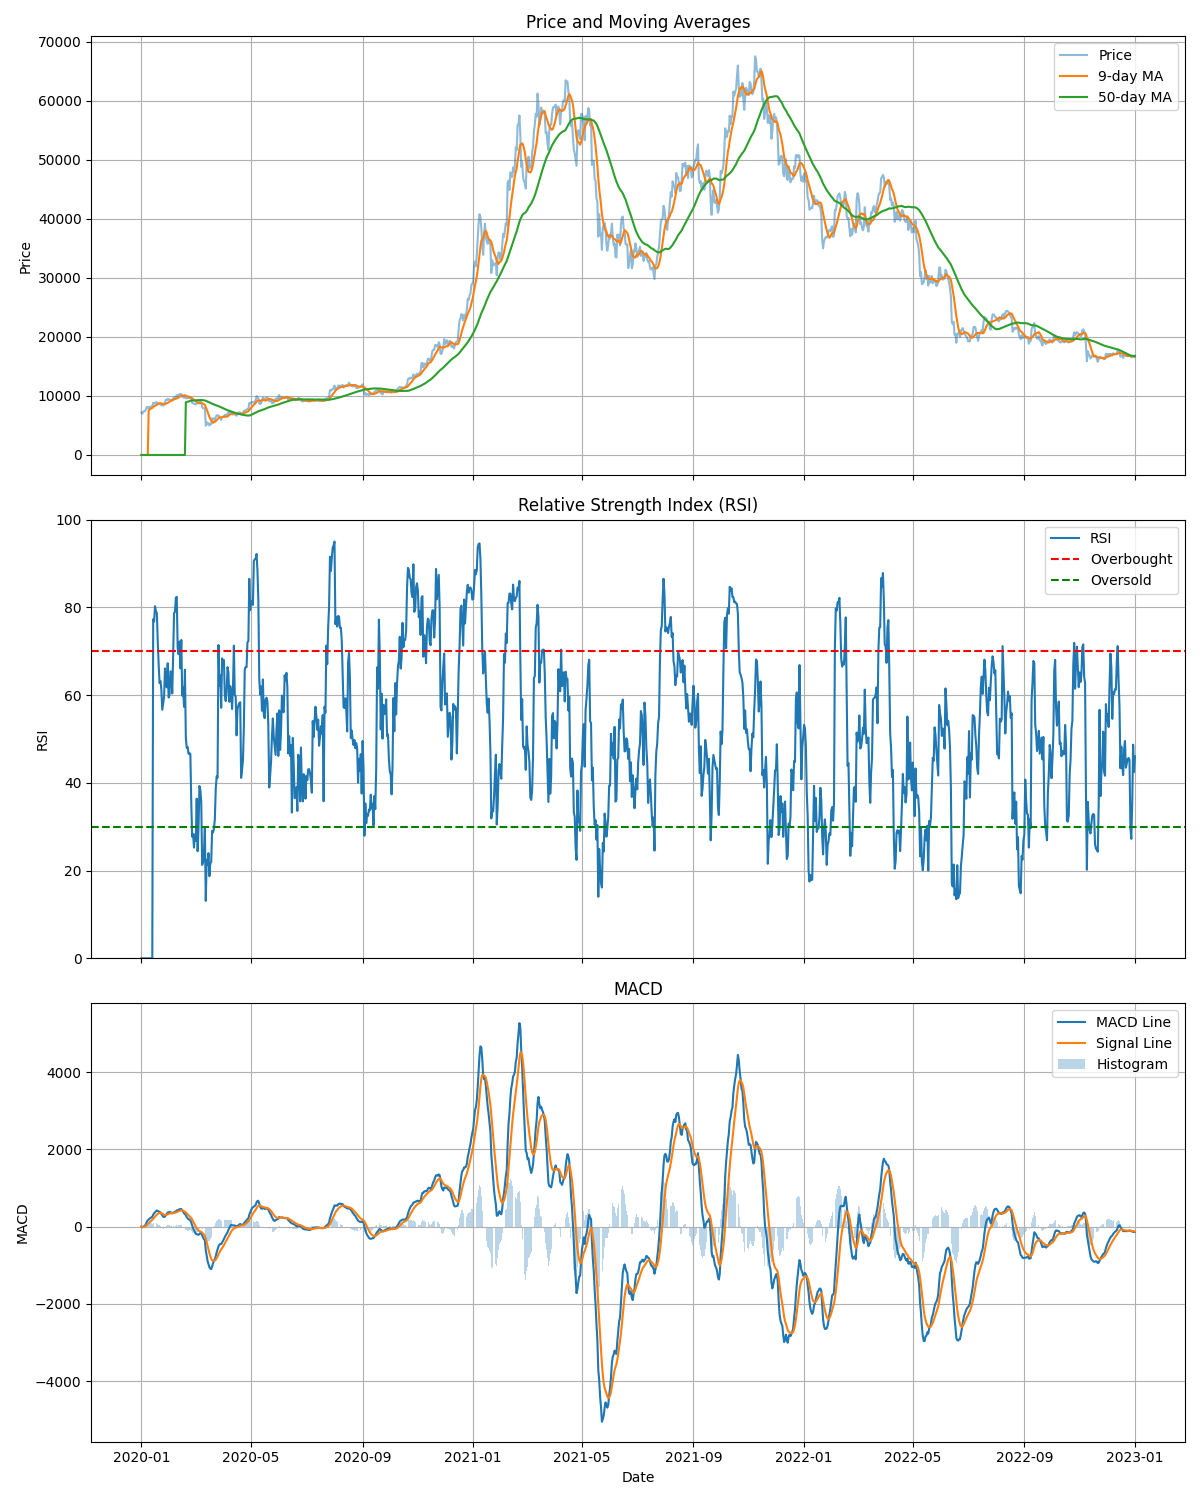 Price and Moving Averages
70000
60000
50000
40000
30000
20000
10000
0
Price
Price
9-day MA
50-day MA
Relative Strength Index (RSI)
100
80
60
40
20
0
RSI
RSI
Overbought
Oversold
MACD
4000
2000
0
−2000
−4000
MACD
MACD Line
Signal Line
Histogram
2020-01 2020-05 2020-09 2021-01 2021-05 2021-09 2022-01 2022-05 2022-09 2023-01
Date